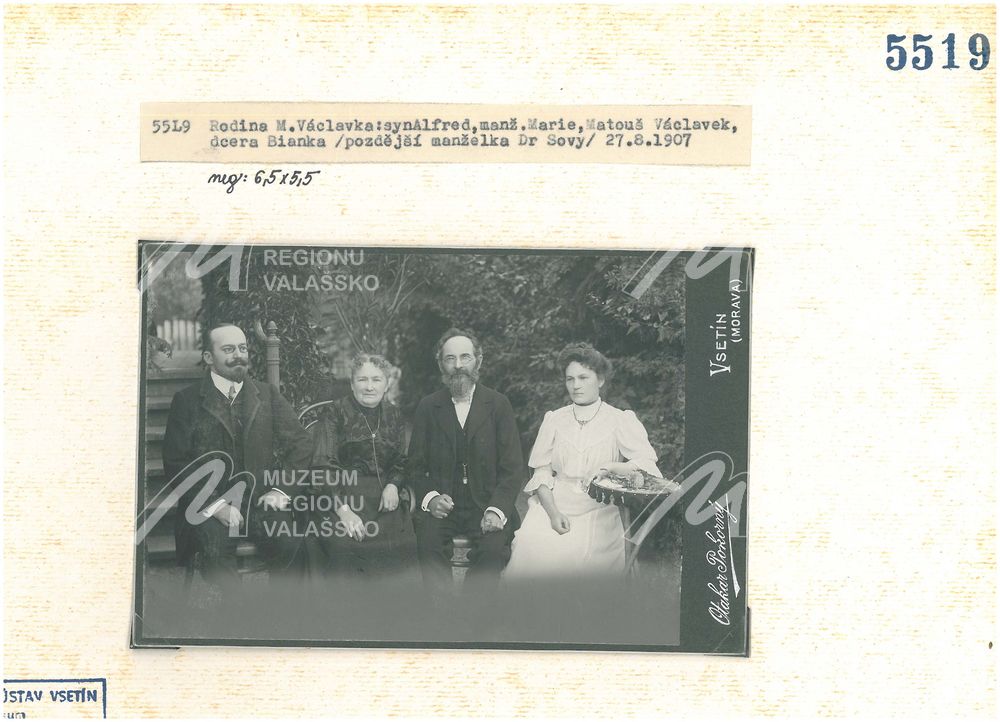 5519
55L9 Rodina M.Václavka:synAlfred,manž.Marie,Matouš Václavek,
dcera Bianka /pozdější manželka Dr Sovy/ 27.8.1907
neg: 6,5x5,5
REGIONU
VALAŠSKO
VSETÍN
(MORAVA)
MUZEUM
REGIONU
VALAŠSKO
Otakar Pokorný
ÚSTAV VSETÍN